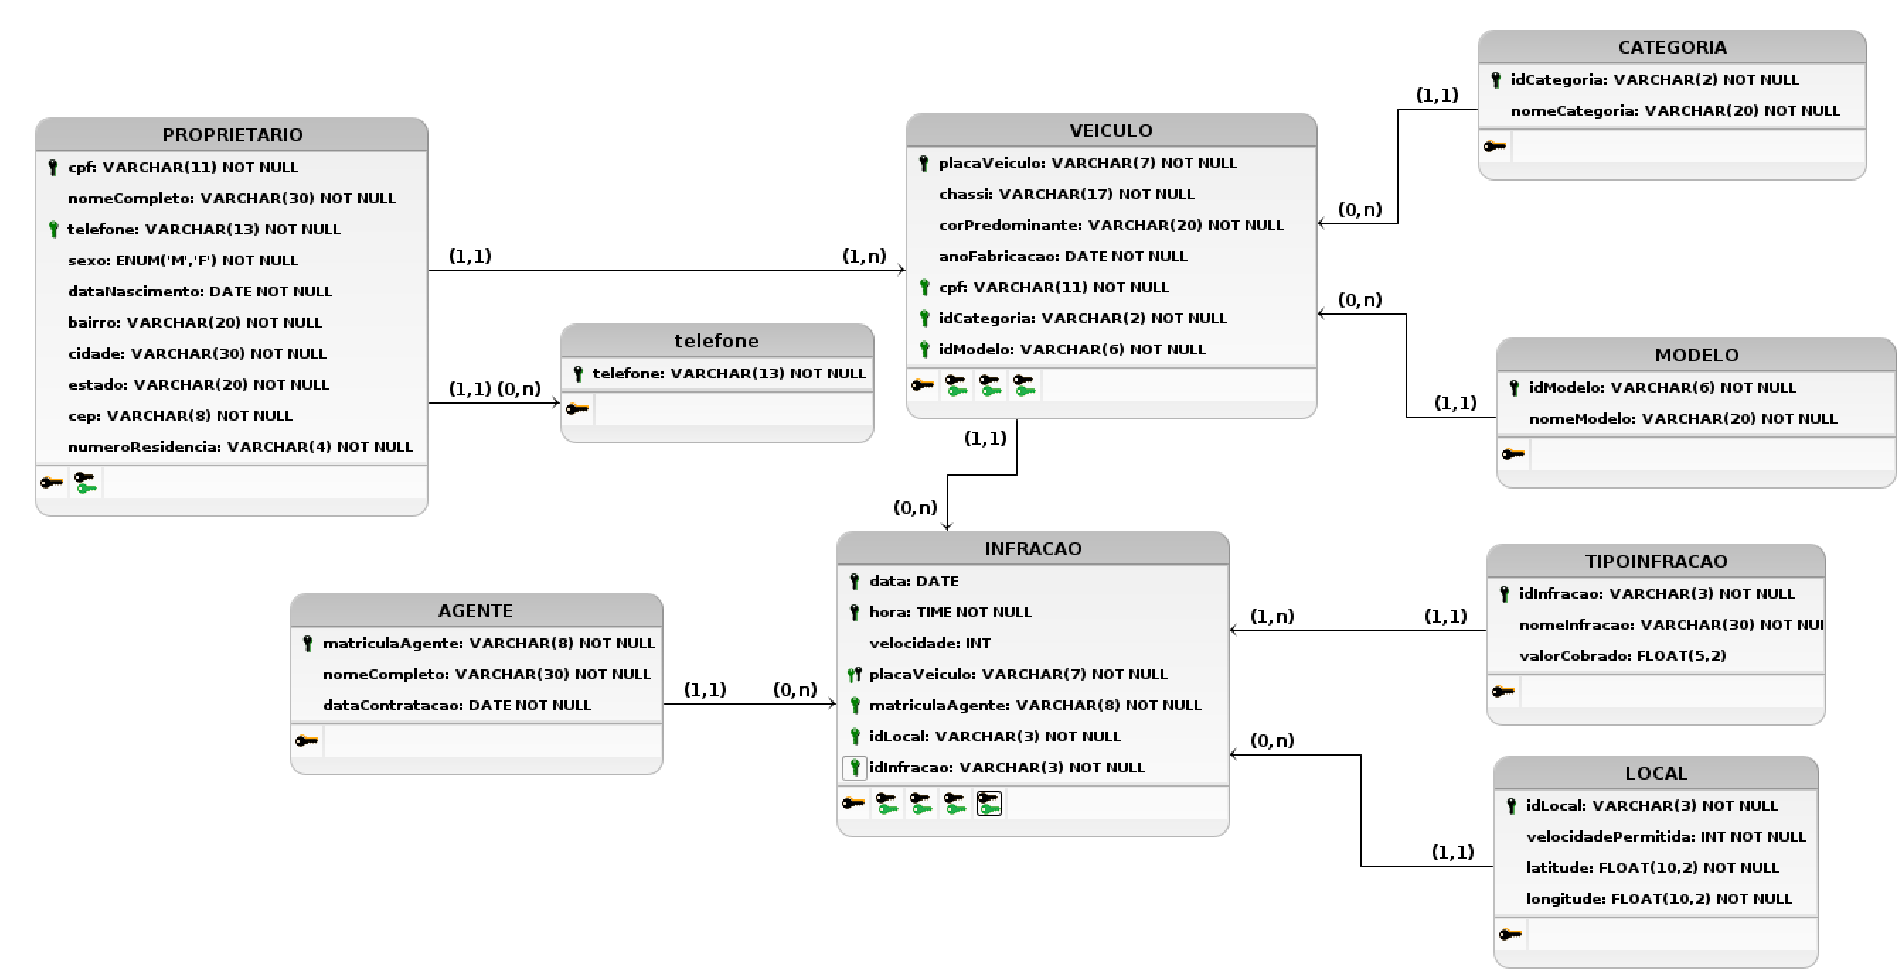 PROPRIETARIO
cpf: VARCHAR(11) NOT NULL
nomeCompleto: VARCHAR(30) NOT NULL
telefone: VARCHAR(13) NOT NULL
sexo: ENUM('M','F') NOT NULL
dataNascimento: DATE NOT NULL
bairro: VARCHAR(20) NOT NULL
cidade: VARCHAR(30) NOT NULL
estado: VARCHAR(20) NOT NULL
cep: VARCHAR(8) NOT NULL
numeroResidencia: VARCHAR(4) NOT NULL
(1,1)
(1,n)
(1,1) (0,n)
telefone
telefone: VARCHAR(13) NOT NULL
VEICULO
placaVeiculo: VARCHAR(7) NOT NULL
chassi: VARCHAR(17) NOT NULL
corPredominante: VARCHAR(20) NOT NULL
anoFabricacao: DATE NOT NULL
cpf: VARCHAR(11) NOT NULL
idCategoria: VARCHAR(2) NOT NULL
idModelo: VARCHAR(6) NOT NULL
(1,1)
(0,n)
CATEGORIA
idCategoria: VARCHAR(2) NOT NULL
nomeCategoria: VARCHAR(20) NOT NULL
(0,n)
(1,1)
MODELO
idModelo: VARCHAR(6) NOT NULL
nomeModelo: VARCHAR(20) NOT NULL
(1,1)
(0,n)
AGENTE
matriculaAgente: VARCHAR(8) NOT NULL
nomeCompleto: VARCHAR(30) NOT NULL
dataContratacao: DATE NOT NULL
(1,1)
(0,n)
INFRACAO
data: DATE
hora: TIME NOT NULL
velocidade: INT
placaVeiculo: VARCHAR(7) NOT NULL
matriculaAgente: VARCHAR(8) NOT NULL
idLocal: VARCHAR(3) NOT NULL
idInfracao: VARCHAR(3) NOT NULL
(1,n)
(1,1)
TIPOINFRACAO
idInfracao: VARCHAR(3) NOT NULL
nomeInfracao: VARCHAR(30) NOT NUI
valorCobrado: FLOAT(5,2)
(0,n)
(1,1)
LOCAL
idLocal: VARCHAR(3) NOT NULL
velocidadePermitida: INT NOT NULL
latitude: FLOAT(10,2) NOT NULL
longitude: FLOAT(10,2) NOT NULL